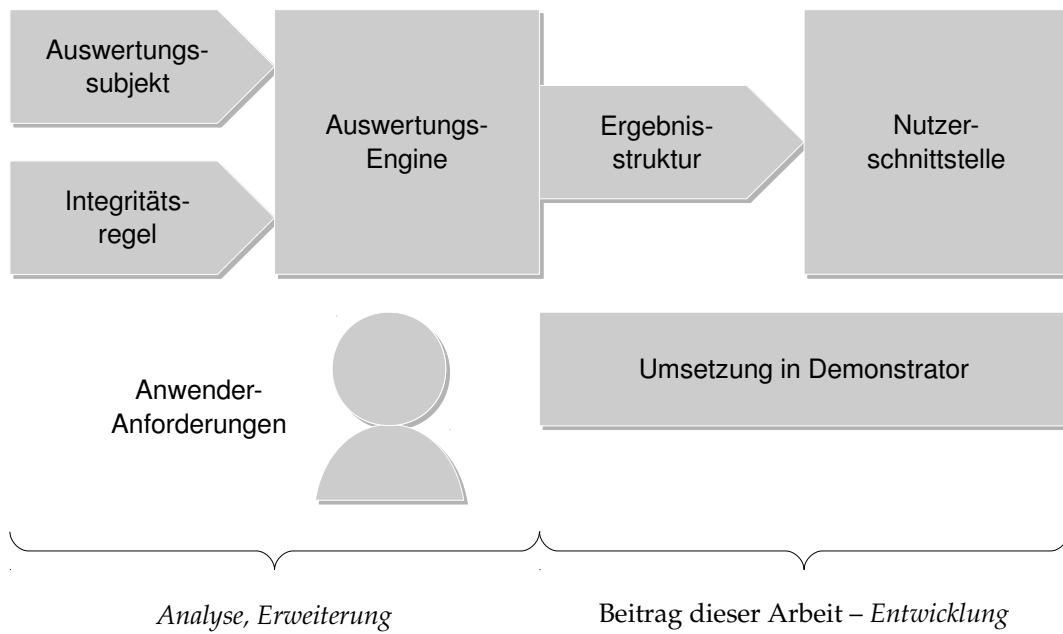 Auswertungs-
subjekt
Integritäts-
regel
Auswertungs-
Engine
Ergebnis-
struktur
Nutzer-
schnittstelle
Anwender-
Anforderungen
Umsetzung in Demonstrator
Analyse, Erweiterung
Beitrag dieser Arbeit – Entwicklung